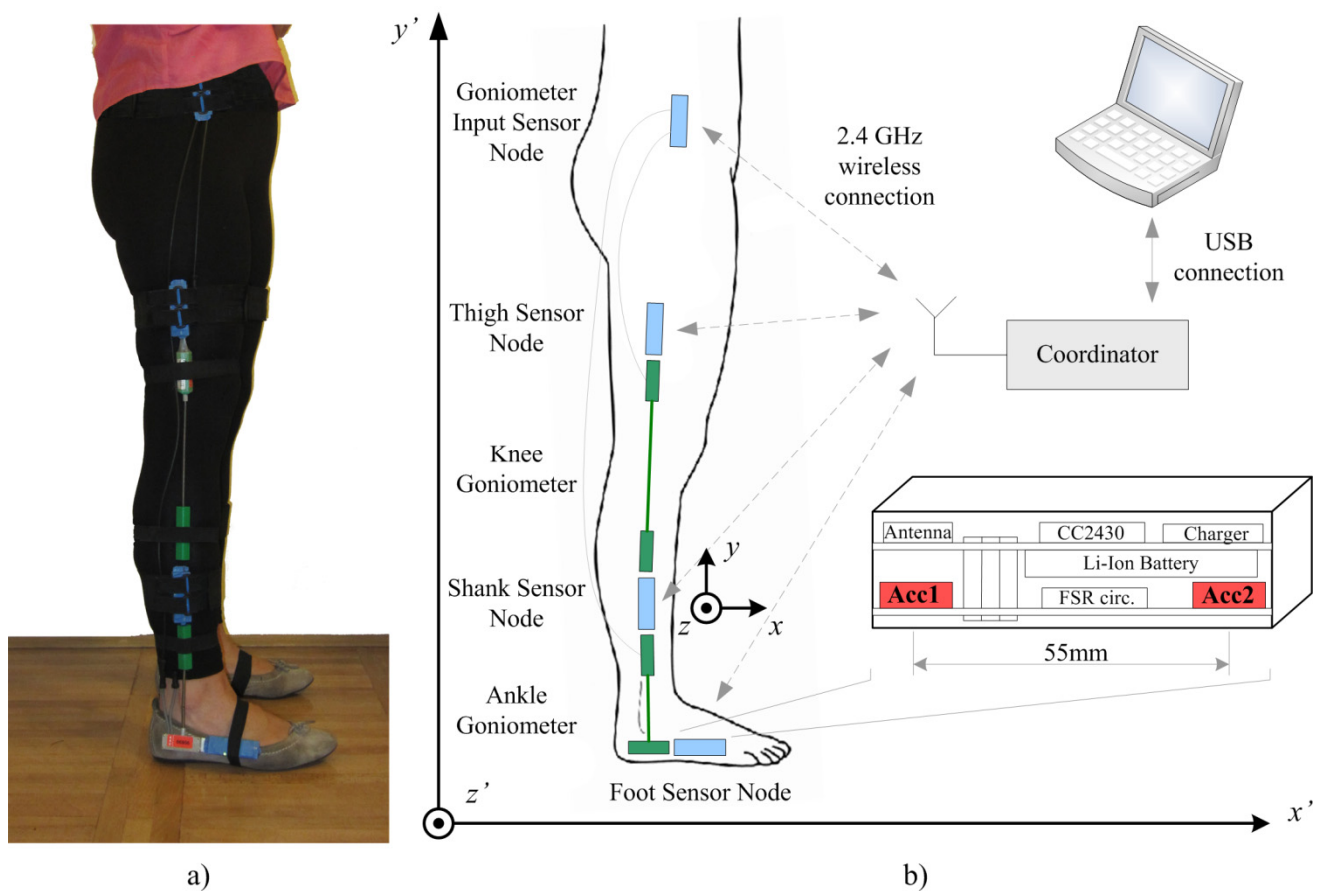 y'
Goniometer
Input Sensor
Node
2.4 GHz
wireless
connection
USB
connection
Thigh Sensor
Node
Coordinator
Knee
Goniometer
Antenna
CC2430
Charger
Li-Ion Battery
Acc1
FSR circ.
Acc2
55mm
Shank Sensor
Node
y
z
x
Ankle
Goniometer
Foot Sensor Node
z'
x'
a)
b)